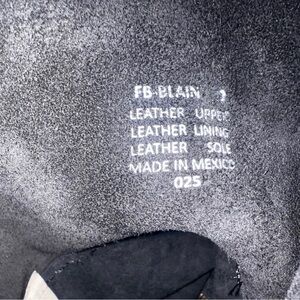 FB-BLAIN
LEATHER UPPER
LEATHER LINING
LEATHER SOLE
MADE IN MEXICO
025